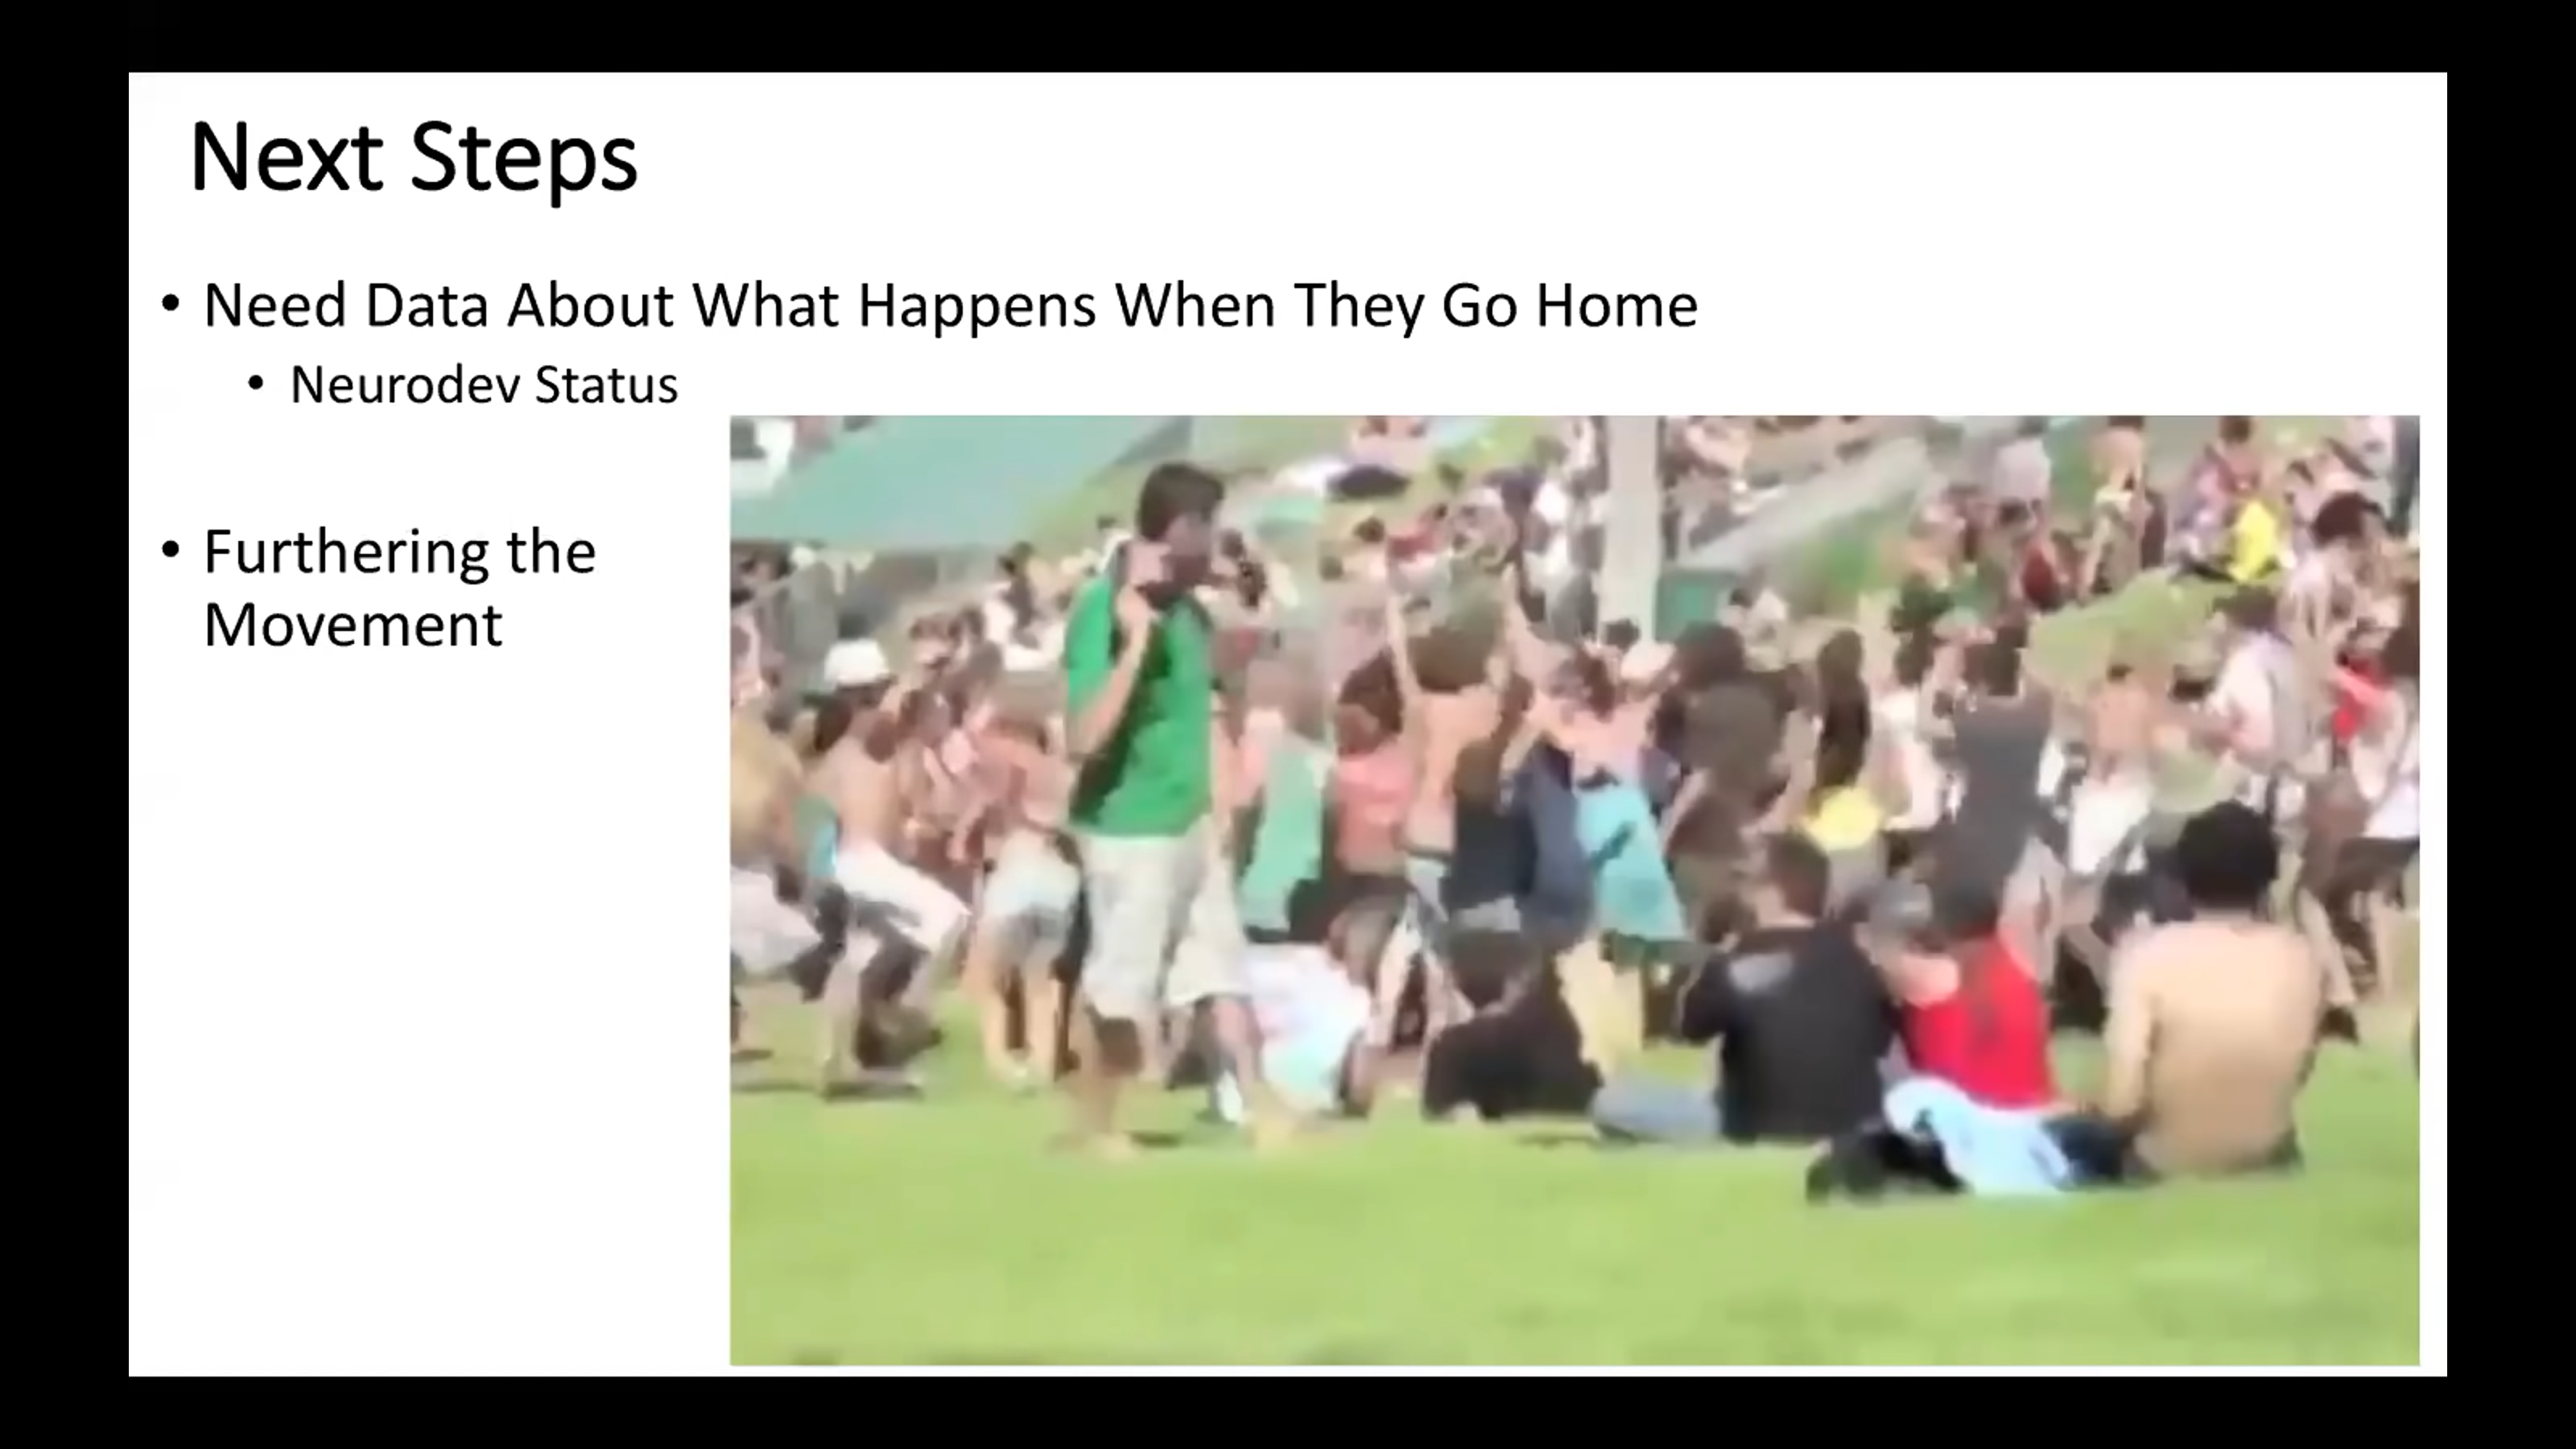 Next Steps
• Need Data About What Happens When They Go Home
• Neurodev Status
• Furthering the
Movement